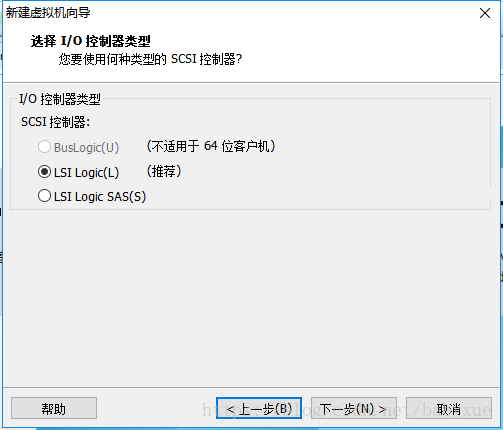 新建虚拟机向导
选择 I/O 控制器类型
您要使用何种类型的 SCSI 控制器?
I/O 控制器类型
SCSI 控制器:
BusLogic(U) (不适用于 64 位客户机)
LSI Logic(L) (推荐)
LSI Logic SAS(S)
帮助 < 上一步(B) 下一步(N) > 取消